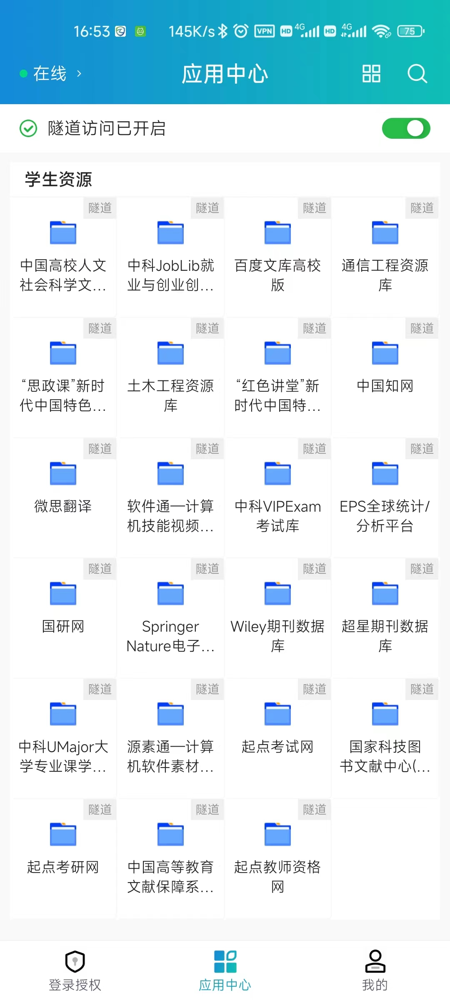 16:53 145K/s VPN HD 4G HD 4G 75
在线 应用中心
隧道访问已开启
学生资源
隧道 隧道 隧道 隧道
中国高校人文 中科JobLib就 百度文库高校 通信工程资源
社会科学文... 业与创业创... 版 库
隧道 隧道 隧道 隧道
“思政课”新时 土木工程资源 “红色讲堂”新 中国知网
代中国特色... 库 时代中国特...
隧道 隧道 隧道 隧道
微思翻译 软件通—计算 中科VIPExam EPS全球统计/
机技能视频... 考试库 分析平台
隧道 隧道 隧道 隧道
国研网 Springer Wiley期刊数据 超星期刊数据
Nature电子... 库 库
隧道 隧道 隧道 隧道
中科UMajor大 源素通—计算 起点考试网 国家科技图
学专业课学... 机软件素材... 书文献中心(...
隧道 隧道 隧道
起点考研网 中国高等教育 起点教师资格
文献保障系... 网
登录授权 应用中心 我的